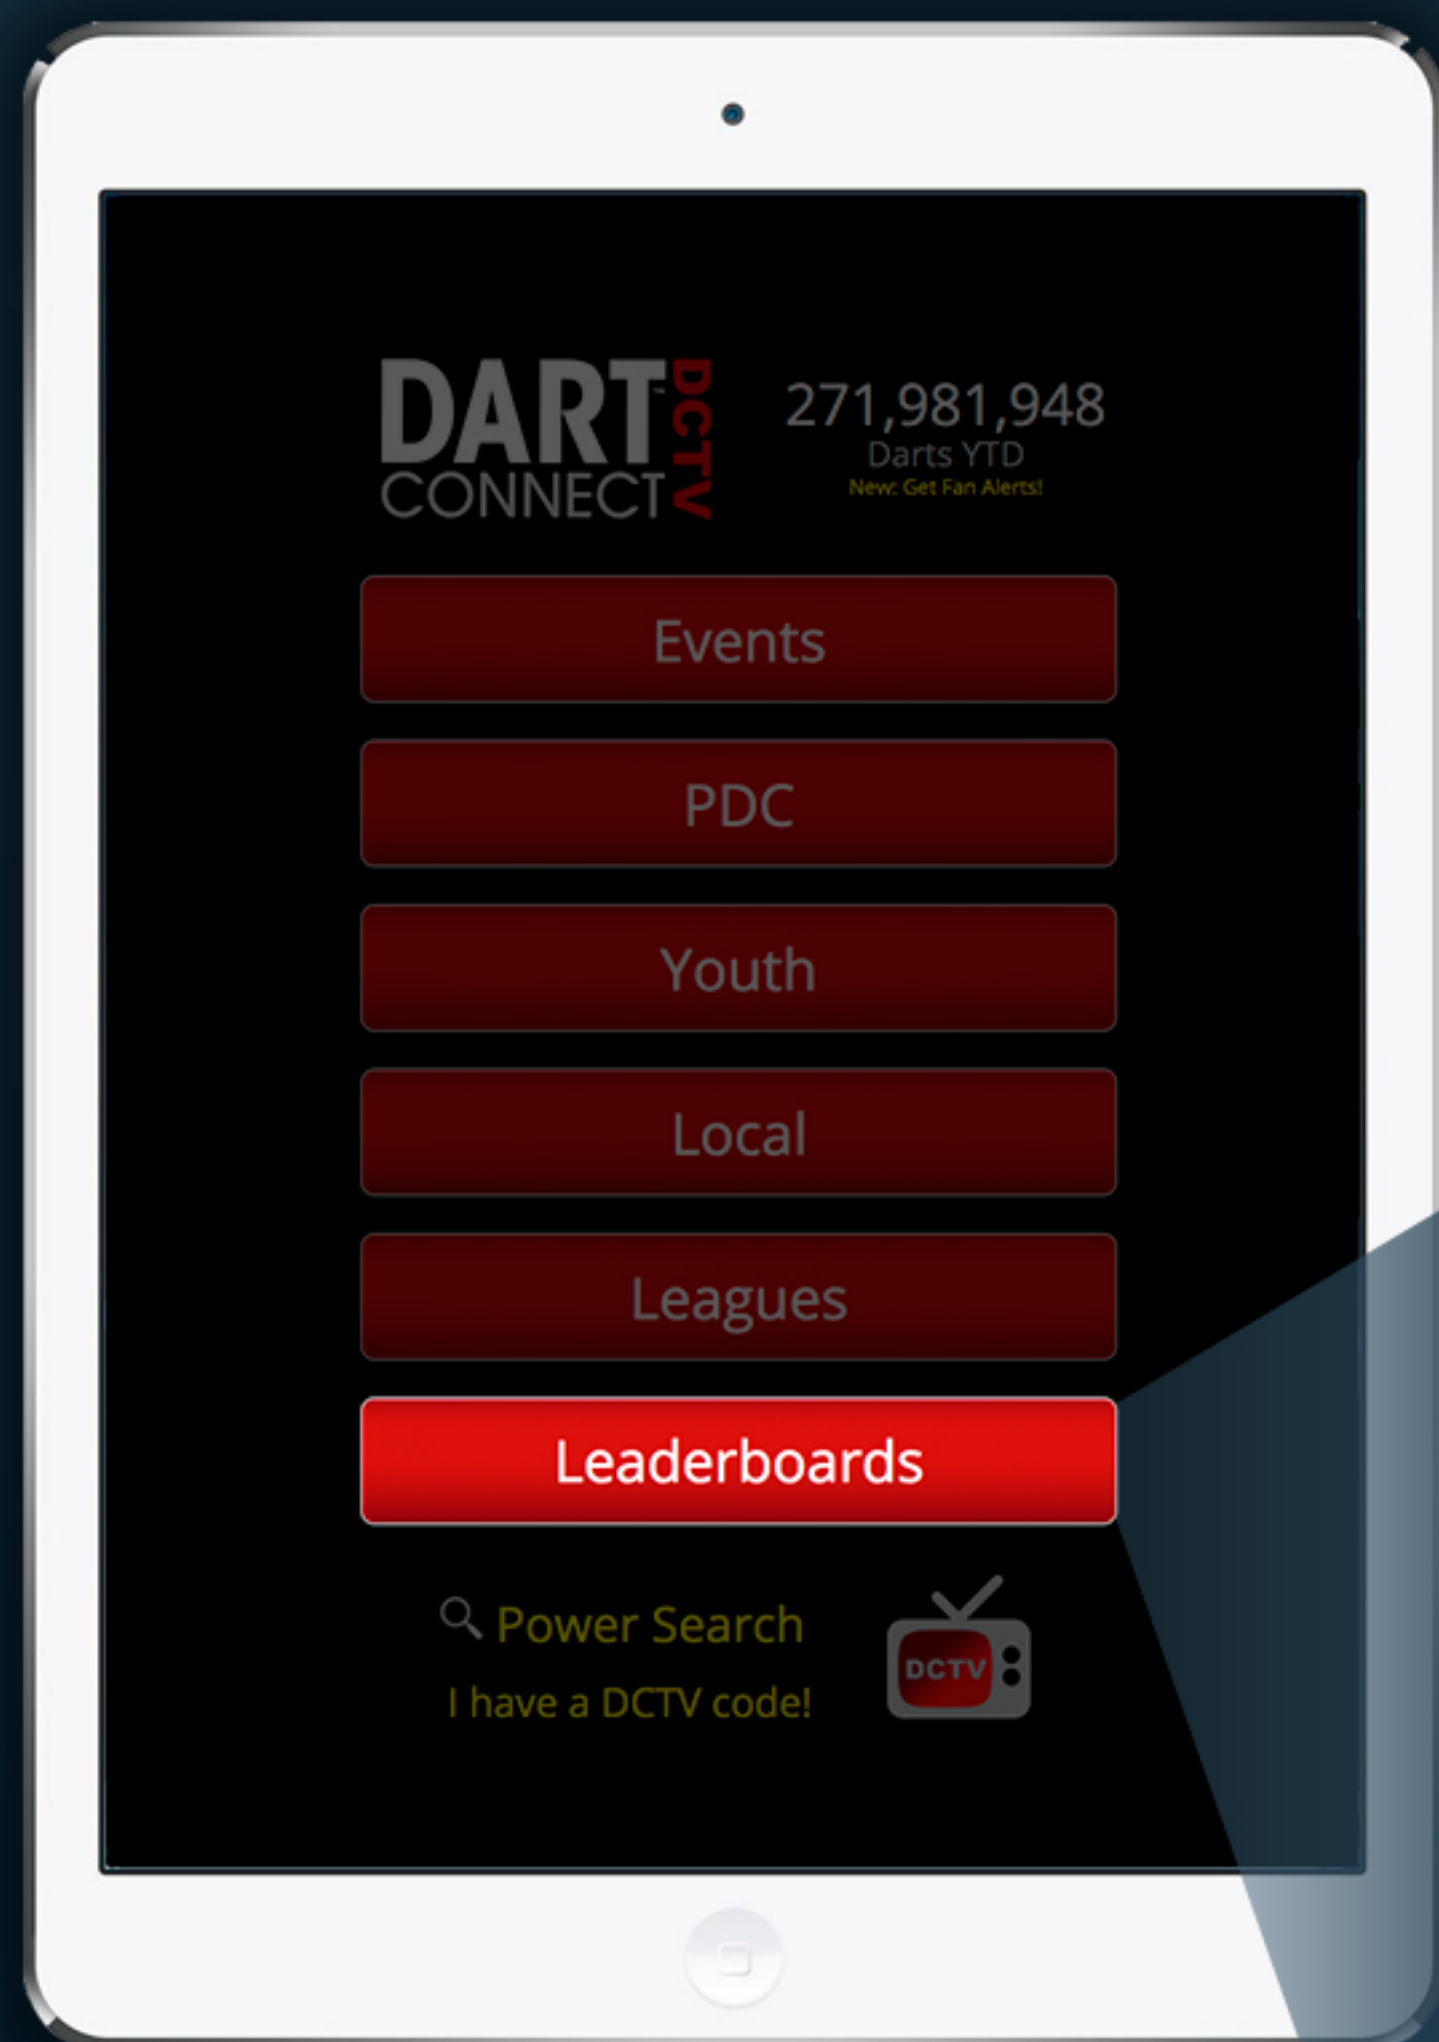 DART™
CONNECT
DCTV
271,981,948
Darts YTD
New: Get Fan Alerts!
Events
PDC
Youth
Local
Leagues
Leaderboards
Power Search
I have a DCTV code!
DCTV